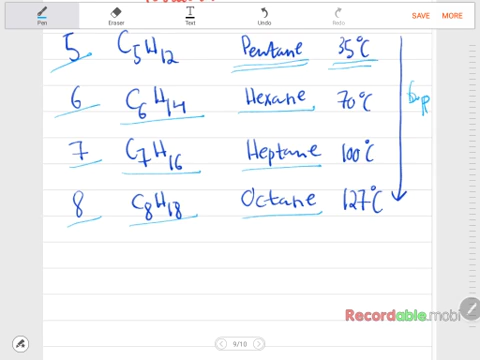 SAVE MORE
Pen Eraser Text Undo Redo
5 C5H12 Pentane 35°C
6 C6H14 Hexane 70°C
7 C7H16 Heptane 100°C
8 C8H18 Octane 127°C
Recordable.mobi
9/10